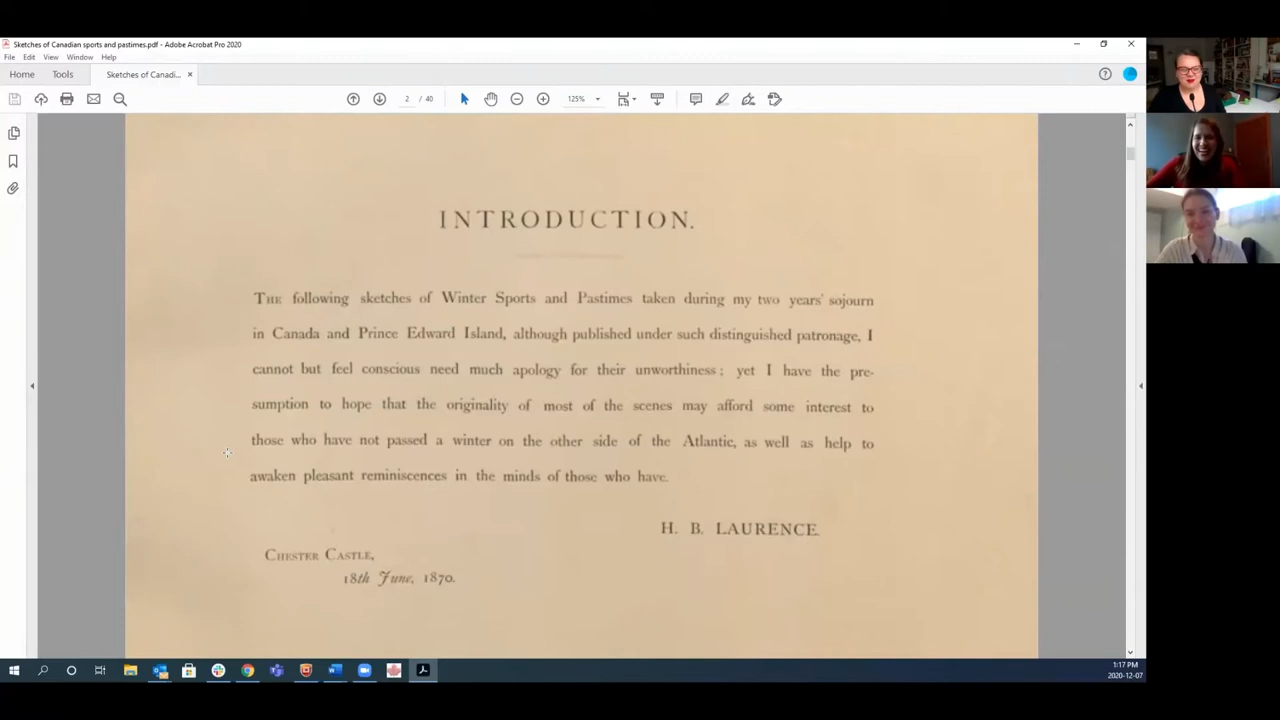 Sketches of Canadian sports and pastimes.pdf - Adobe Acrobat Pro 2020
File Edit View Window Help
Home Tools Sketches of Canadi...
2 / 40 125%
INTRODUCTION.
THE following sketches of Winter Sports and Pastimes taken during my two years' sojourn
in Canada and Prince Edward Island, although published under such distinguished patronage, I
cannot but feel conscious need much apology for their unworthiness; yet I have the pre-
sumption to hope that the originality of most of the scenes may afford some interest to
those who have not passed a winter on the other side of the Atlantic, as well as help to
awaken pleasant reminiscences in the minds of those who have.
H. B. LAURENCE.
CHESTER CASTLE,
18th June, 1870.
1:17 PM
2020-12-07